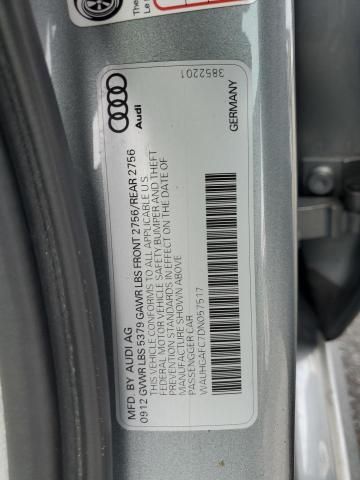 Audi
3852201
GERMANY
MFD. BY AUDI AG
0912 GVWR LBS 5379 GAWR LBS FRONT 2756/REAR 2756
THIS VEHICLE CONFORMS TO ALL APPLICABLE U.S.
FEDERAL MOTOR VEHICLE SAFETY BUMPER AND THEFT
PREVENTION STANDARDS IN EFFECT ON THE DATE OF
MANUFACTURE SHOWN ABOVE
PASSENGER CAR
WAUHGAFC7DN057517